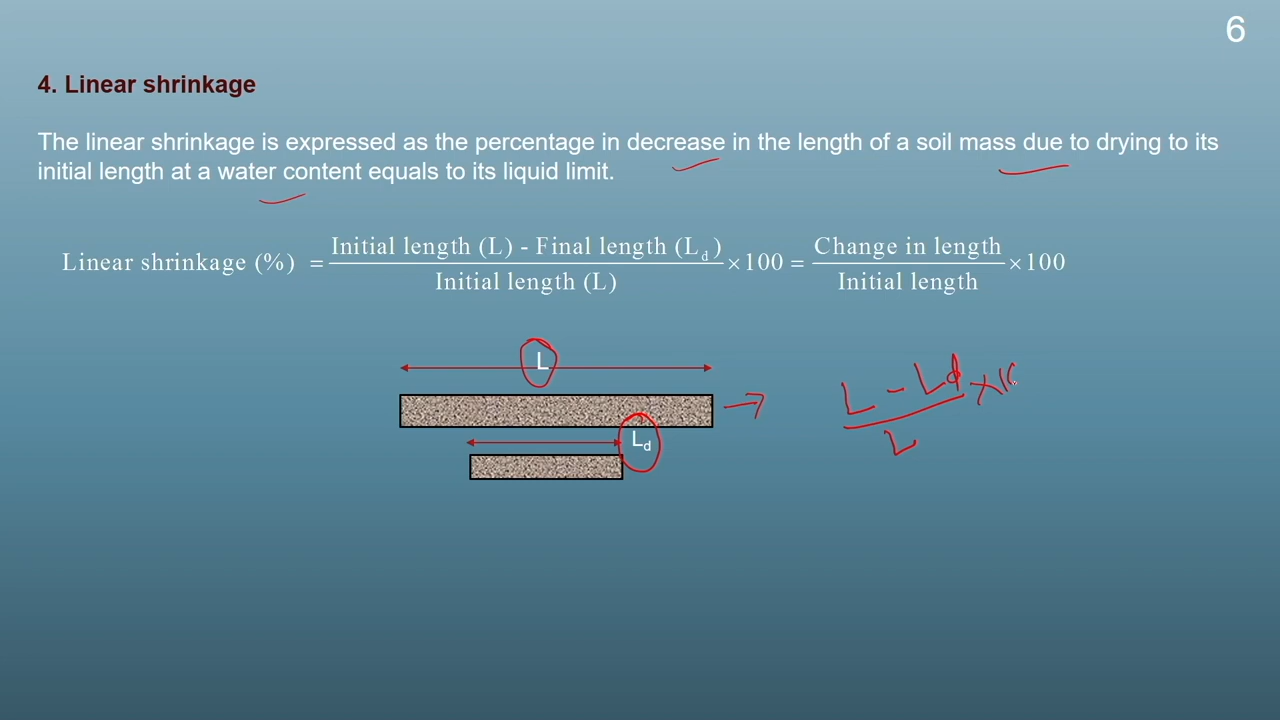 6
4. Linear shrinkage
The linear shrinkage is expressed as the percentage in decrease in the length of a soil mass due to drying to its
initial length at a water content equals to its liquid limit.
Linear shrinkage (%) = Initial length (L) - Final length (Ld) / Initial length (L) ×100 = Change in length / Initial length ×100
L
Ld
L - Ld / L ×10